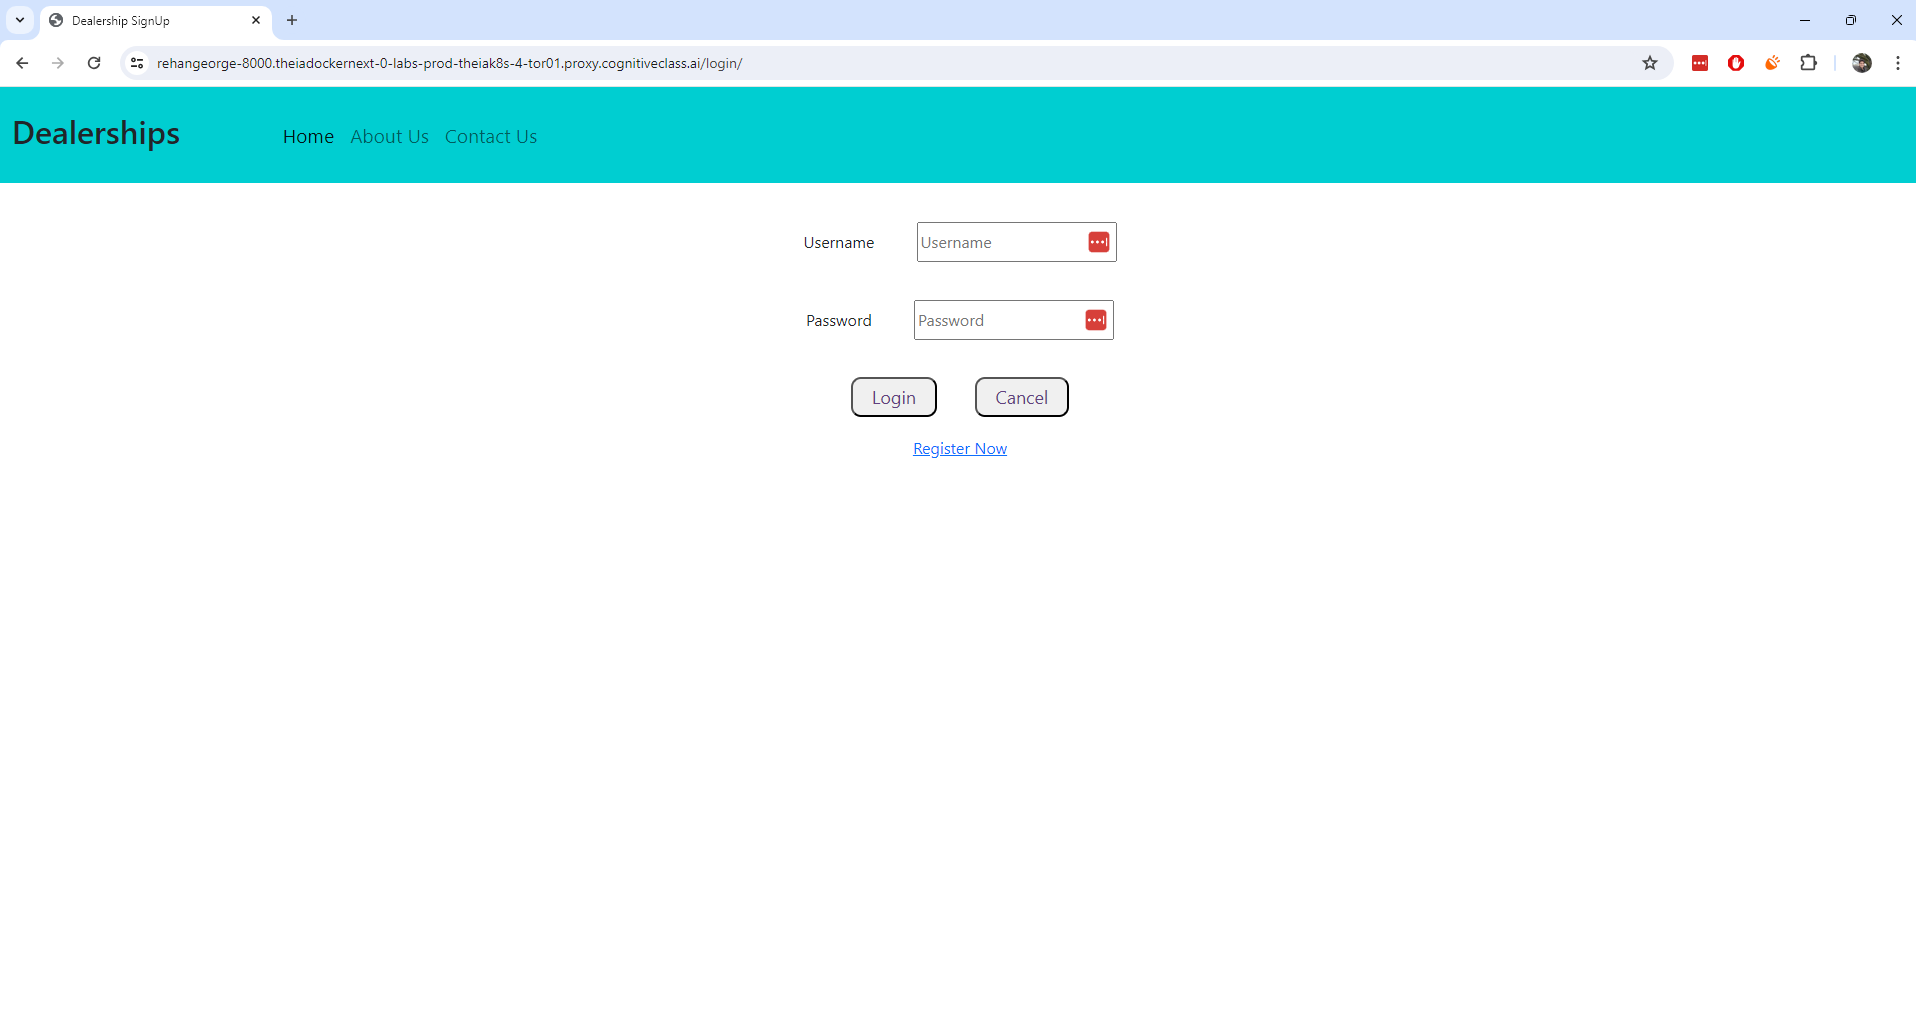 Dealership SignUp
rehangeorge-8000.theiadockernext-0-labs-prod-theiak8s-4-tor01.proxy.cognitiveclass.ai/login/
Dealerships
Home About Us Contact Us
Username Username
Password Password
Login Cancel
Register Now